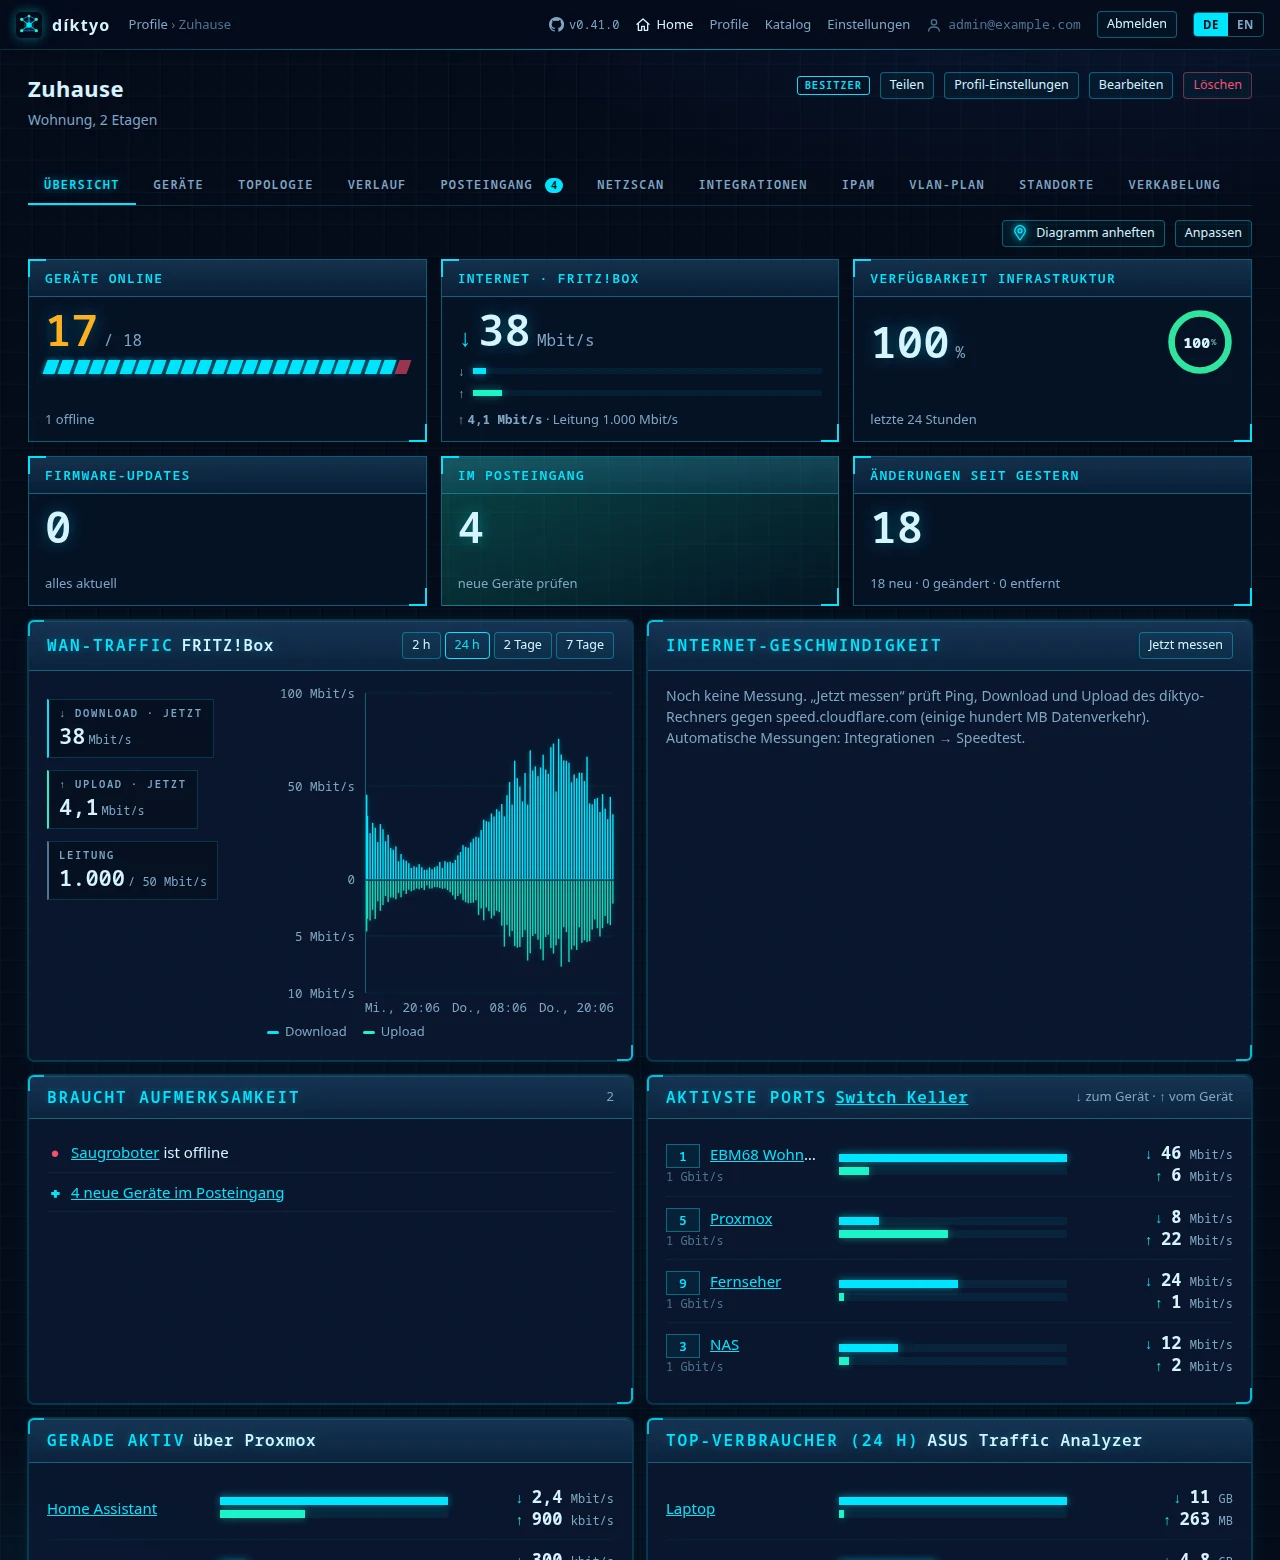 díktyo
Profile › Zuhause
v0.41.0
Home
Profile
Katalog
Einstellungen
admin@example.com
Abmelden
DE
EN
Zuhause
Wohnung, 2 Etagen
BESITZER
Teilen
Profil-Einstellungen
Bearbeiten
Löschen
ÜBERSICHT
GERÄTE
TOPOLOGIE
VERLAUF
POSTEINGANG 4
NETZSCAN
INTEGRATIONEN
IPAM
VLAN-PLAN
STANDORTE
VERKABELUNG
Diagramm anheften
Anpassen
GERÄTE ONLINE
17 / 18
1 offline
INTERNET · FRITZ!BOX
↓ 38 Mbit/s
↓
↑
↑ 4,1 Mbit/s · Leitung 1.000 Mbit/s
VERFÜGBARKEIT INFRASTRUKTUR
100 %
100%
letzte 24 Stunden
FIRMWARE-UPDATES
0
alles aktuell
IM POSTEINGANG
4
neue Geräte prüfen
ÄNDERUNGEN SEIT GESTERN
18
18 neu · 0 geändert · 0 entfernt
WAN-TRAFFIC FRITZ!Box
2 h
24 h
2 Tage
7 Tage
↓ DOWNLOAD · JETZT
38 Mbit/s
↑ UPLOAD · JETZT
4,1 Mbit/s
LEITUNG
1.000 / 50 Mbit/s
100 Mbit/s
50 Mbit/s
0
5 Mbit/s
10 Mbit/s
Mi., 20:06
Do., 08:06
Do., 20:06
Download
Upload
INTERNET-GESCHWINDIGKEIT
Jetzt messen
Noch keine Messung. „Jetzt messen“ prüft Ping, Download und Upload des díktyo-
Rechners gegen speed.cloudflare.com (einige hundert MB Datenverkehr).
Automatische Messungen: Integrationen → Speedtest.
BRAUCHT AUFMERKSAMKEIT
2
Saugroboter ist offline
4 neue Geräte im Posteingang
AKTIVSTE PORTS Switch Keller
↓ zum Gerät · ↑ vom Gerät
1 EBM68 Wohn…
1 Gbit/s
↓ 46 Mbit/s
↑ 6 Mbit/s
5 Proxmox
1 Gbit/s
↓ 8 Mbit/s
↑ 22 Mbit/s
9 Fernseher
1 Gbit/s
↓ 24 Mbit/s
↑ 1 Mbit/s
3 NAS
1 Gbit/s
↓ 12 Mbit/s
↑ 2 Mbit/s
GERADE AKTIV über Proxmox
Home Assistant
↓ 2,4 Mbit/s
↑ 900 kbit/s
↓ 300 kbit/s
TOP-VERBRAUCHER (24 H) ASUS Traffic Analyzer
Laptop
↓ 11 GB
↑ 263 MB
↓ 4,8 GB